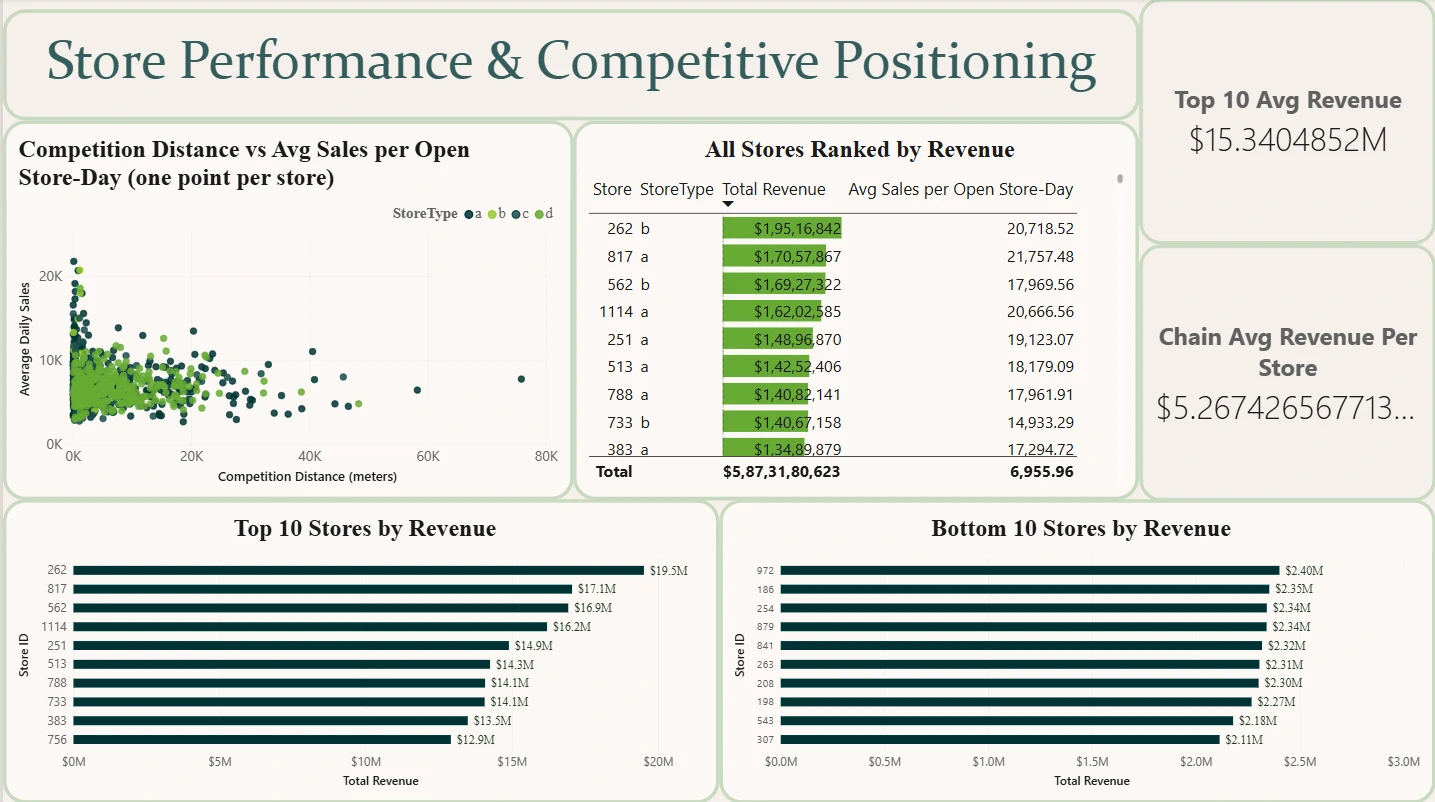 Store Performance & Competitive Positioning
Top 10 Avg Revenue
$15.3404852M
Chain Avg Revenue Per
Store
$5.267426567713...
Competition Distance vs Avg Sales per Open
Store-Day (one point per store)
StoreType a b c d
Average Daily Sales
20K
10K
0K
0K 20K 40K 60K 80K
Competition Distance (meters)
All Stores Ranked by Revenue
Store StoreType Total Revenue Avg Sales per Open Store-Day
262 b $1,95,16,842 20,718.52
817 a $1,70,57,867 21,757.48
562 b $1,69,27,322 17,969.56
1114 a $1,62,02,585 20,666.56
251 a $1,48,96,870 19,123.07
513 a $1,42,52,406 18,179.09
788 a $1,40,82,141 17,961.91
733 b $1,40,67,158 14,933.29
383 a $1,34,89,879 17,294.72
Total $5,87,31,80,623 6,955.96
Top 10 Stores by Revenue
Store ID
262 $19.5M
817 $17.1M
562 $16.9M
1114 $16.2M
251 $14.9M
513 $14.3M
788 $14.1M
733 $14.1M
383 $13.5M
756 $12.9M
$0M $5M $10M $15M $20M
Total Revenue
Bottom 10 Stores by Revenue
Store ID
972 $2.40M
186 $2.35M
254 $2.34M
879 $2.34M
841 $2.32M
263 $2.31M
208 $2.30M
198 $2.27M
543 $2.18M
307 $2.11M
$0.0M $0.5M $1.0M $1.5M $2.0M $2.5M $3.0M
Total Revenue